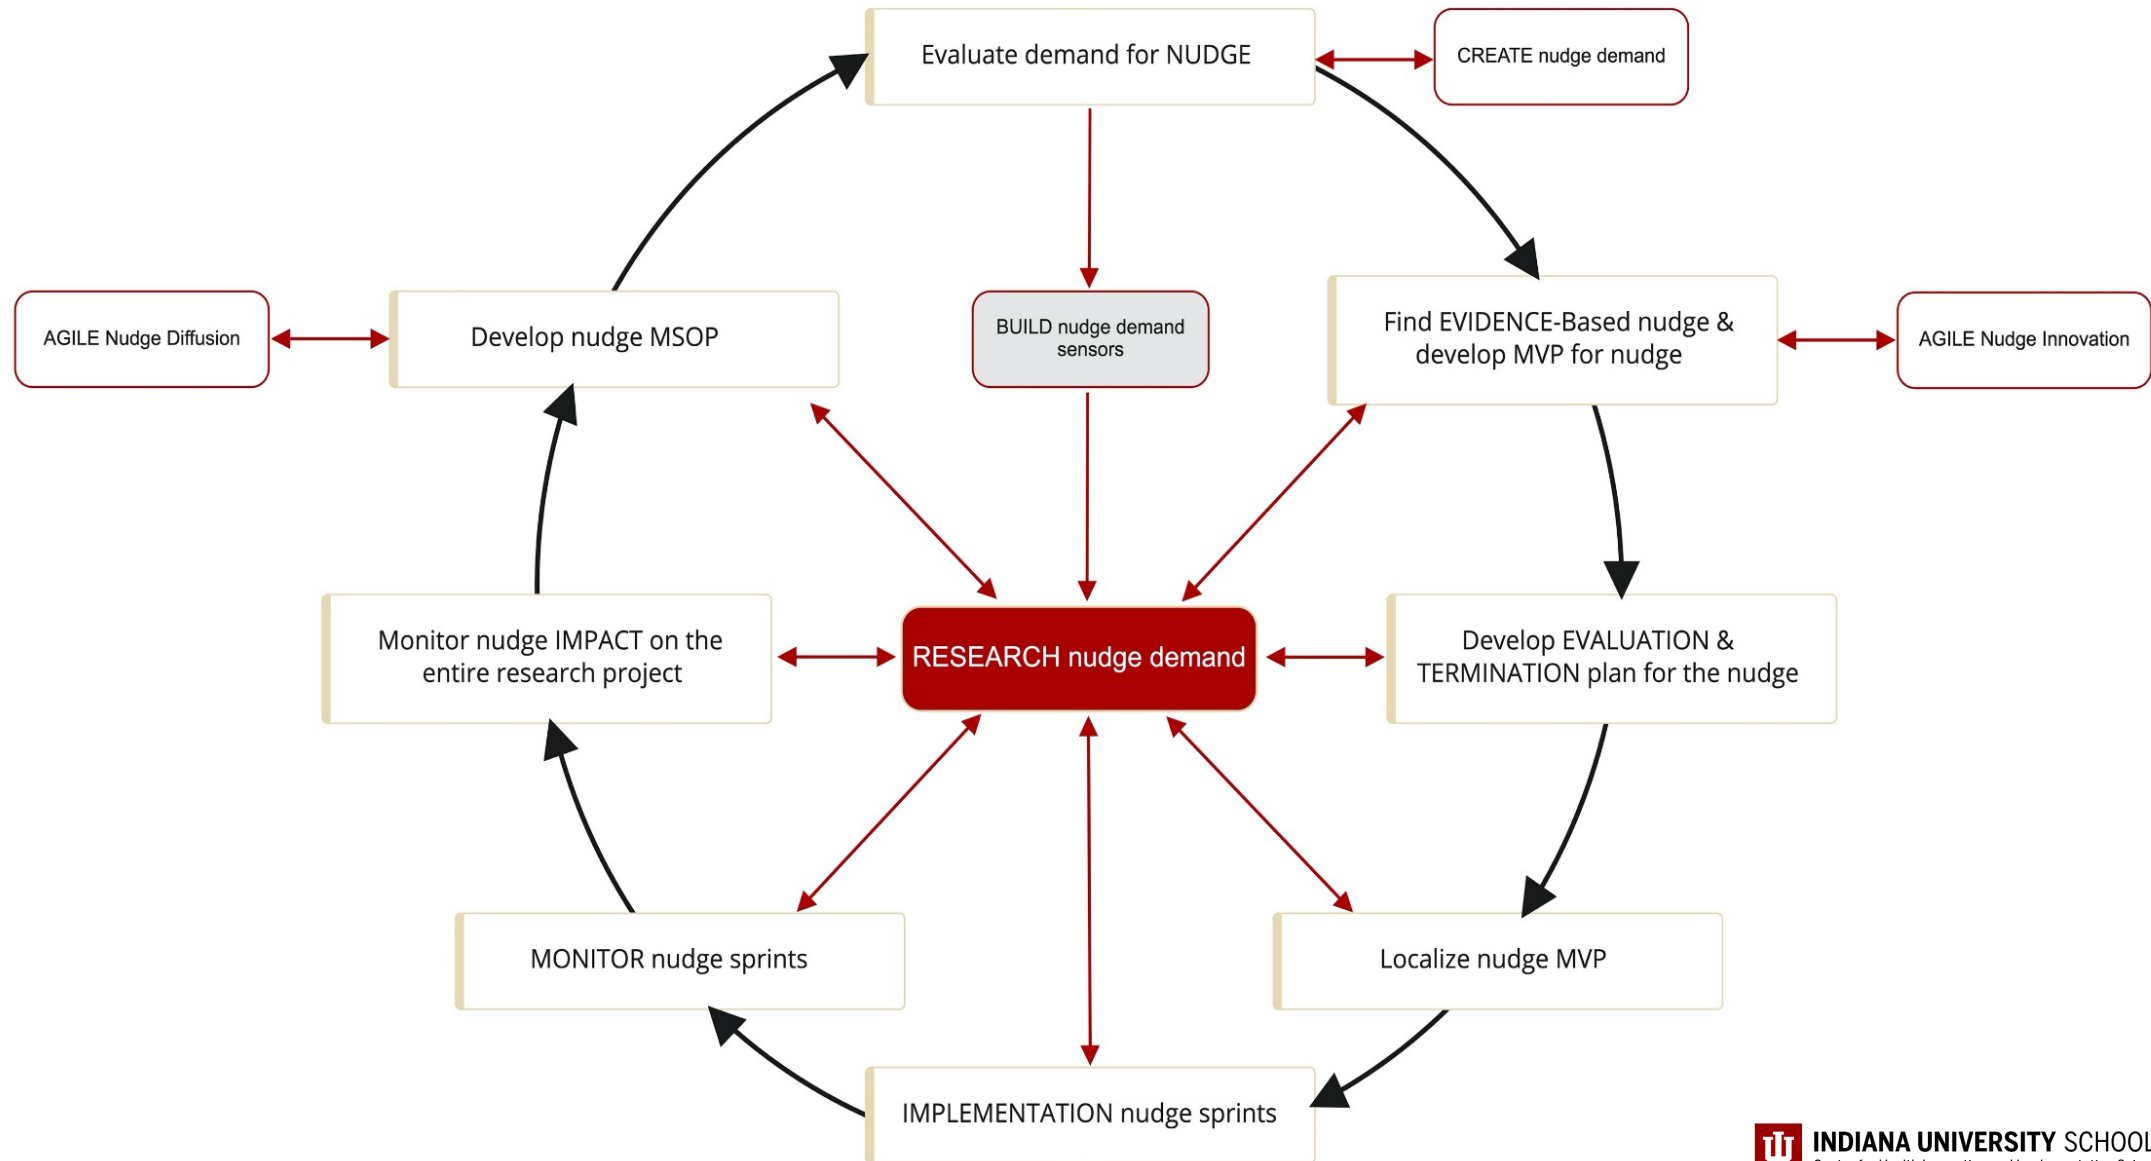 Evaluate demand for NUDGE
CREATE nudge demand
Find EVIDENCE-Based nudge &
develop MVP for nudge
AGILE Nudge Innovation
BUILD nudge demand
sensors
Develop nudge MSOP
AGILE Nudge Diffusion
RESEARCH nudge demand
Develop EVALUATION &
TERMINATION plan for the nudge
Monitor nudge IMPACT on the
entire research project
Localize nudge MVP
MONITOR nudge sprints
IMPLEMENTATION nudge sprints
INDIANA UNIVERSITY SCHOOL